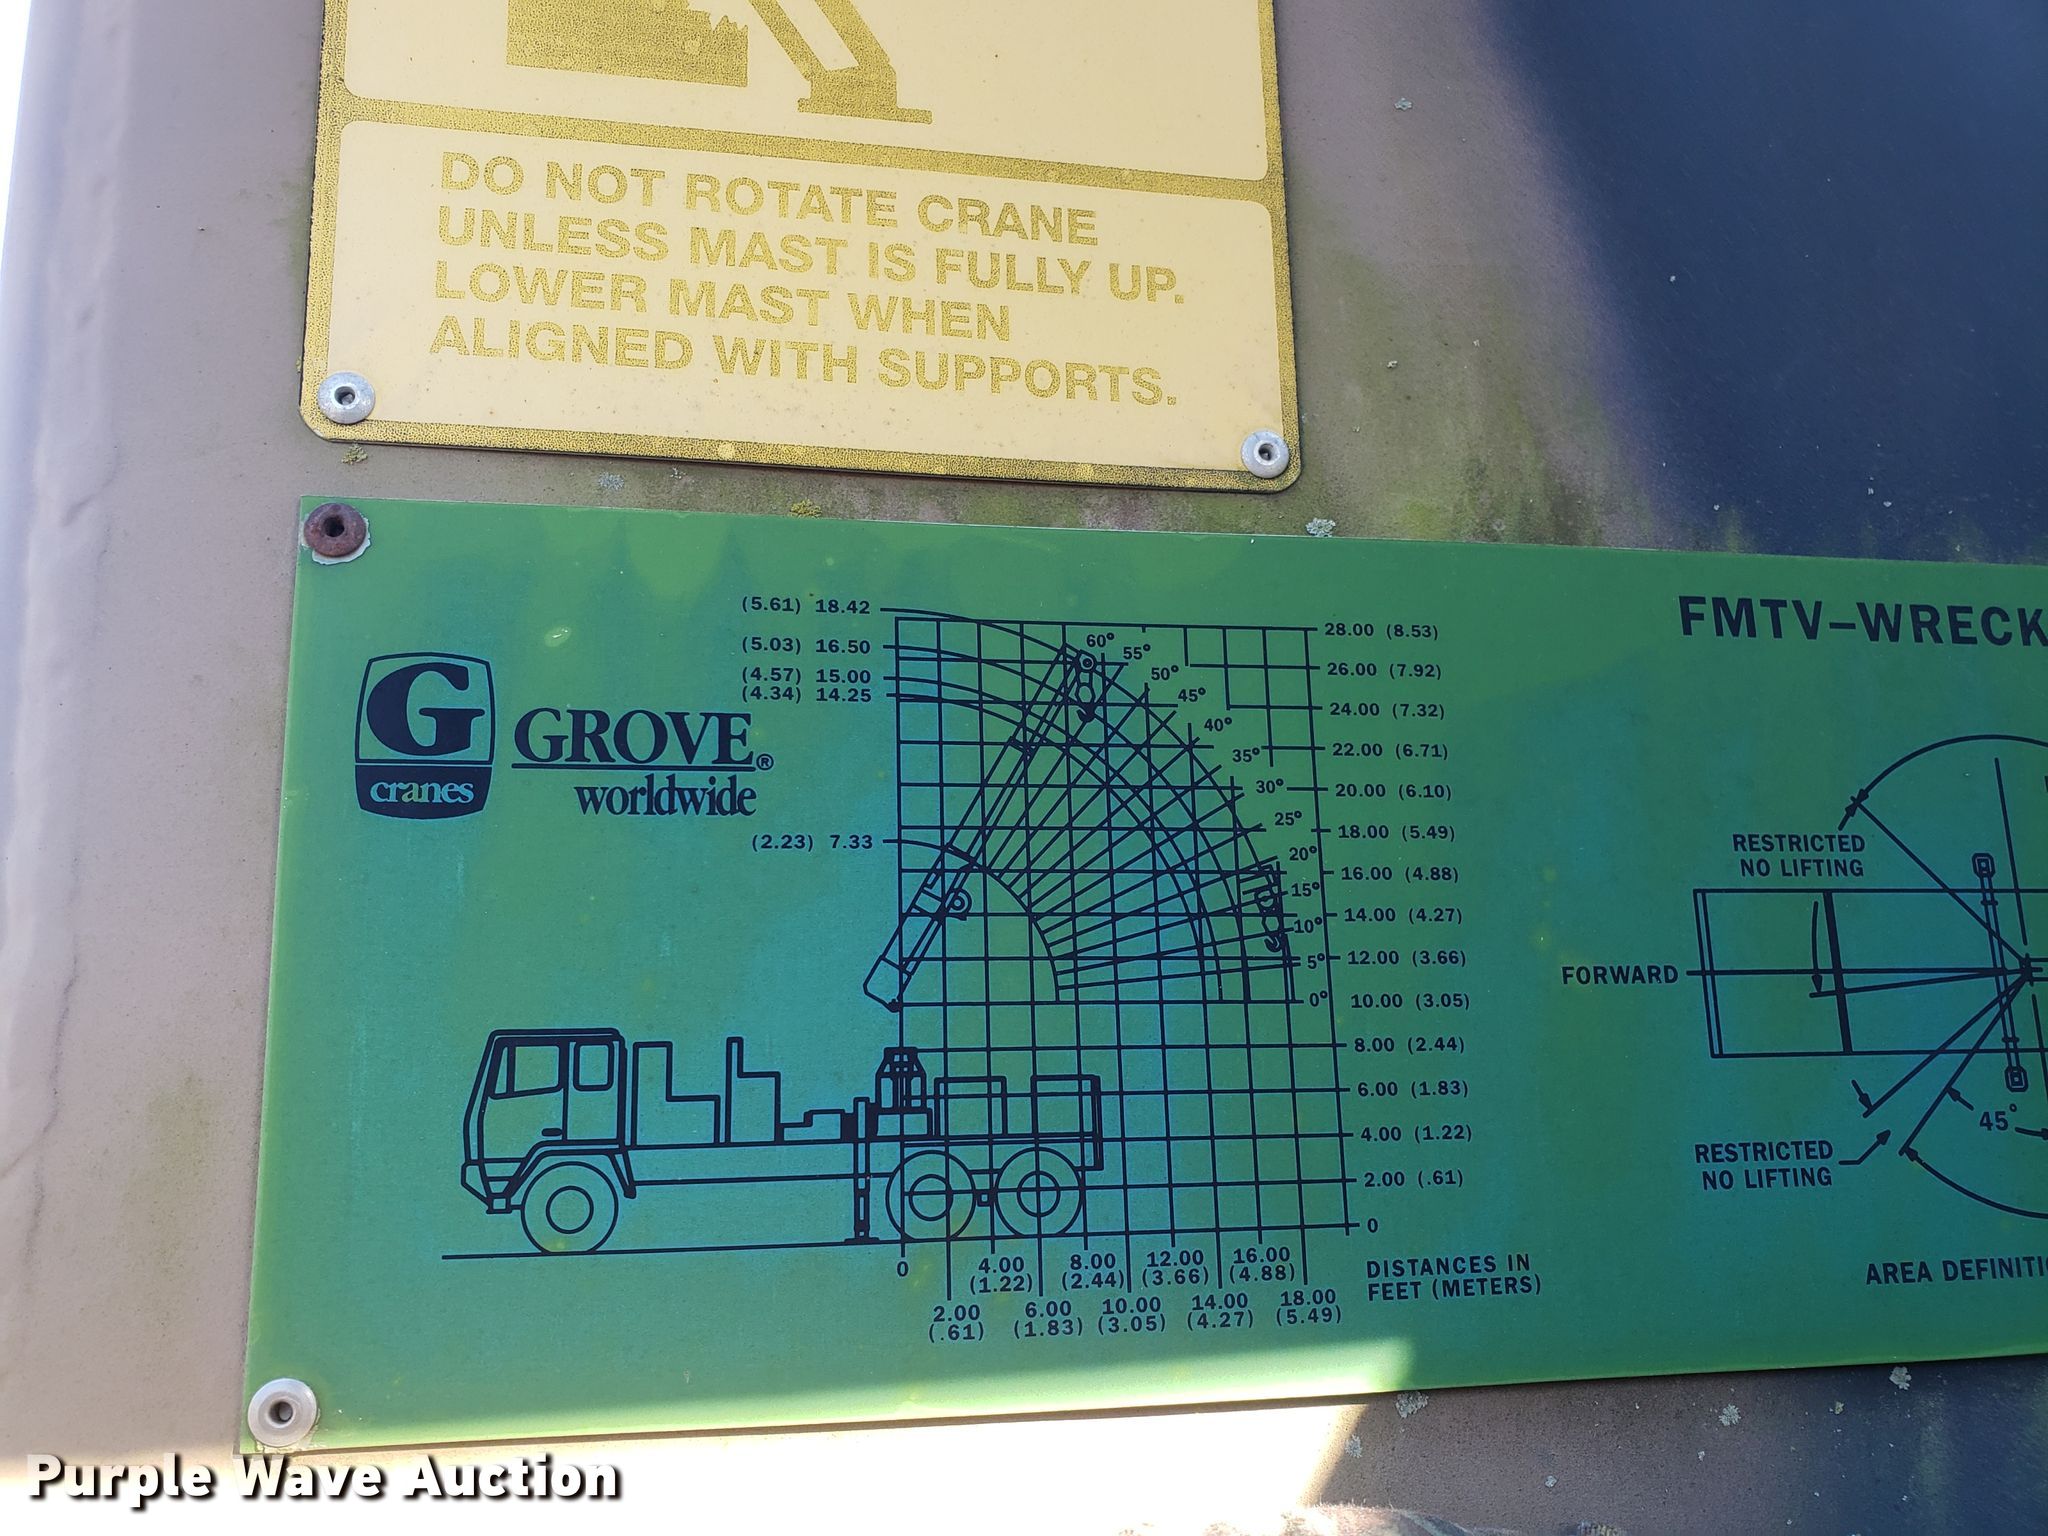 DO NOT ROTATE CRANE
UNLESS MAST IS FULLY UP.
LOWER MAST WHEN
ALIGNED WITH SUPPORTS.
G
cranes
GROVE®
worldwide
(5.61) 18.42
(5.03) 16.50
(4.57) 15.00
(4.34) 14.25
(2.23) 7.33
60°
55°
50°
45°
40°
35°
30°
25°
20°
15°
10°
5°
0°
28.00 (8.53)
26.00 (7.92)
24.00 (7.32)
22.00 (6.71)
20.00 (6.10)
18.00 (5.49)
16.00 (4.88)
14.00 (4.27)
12.00 (3.66)
10.00 (3.05)
8.00 (2.44)
6.00 (1.83)
4.00 (1.22)
2.00 (.61)
0
0
4.00 8.00 12.00 16.00
(1.22) (2.44) (3.66) (4.88)
2.00 6.00 10.00 14.00 18.00
(.61) (1.83) (3.05) (4.27) (5.49)
DISTANCES IN
FEET (METERS)
FMTV-WRECK
RESTRICTED
NO LIFTING
FORWARD
RESTRICTED
NO LIFTING
45°
AREA DEFINITI
Purple Wave Auction